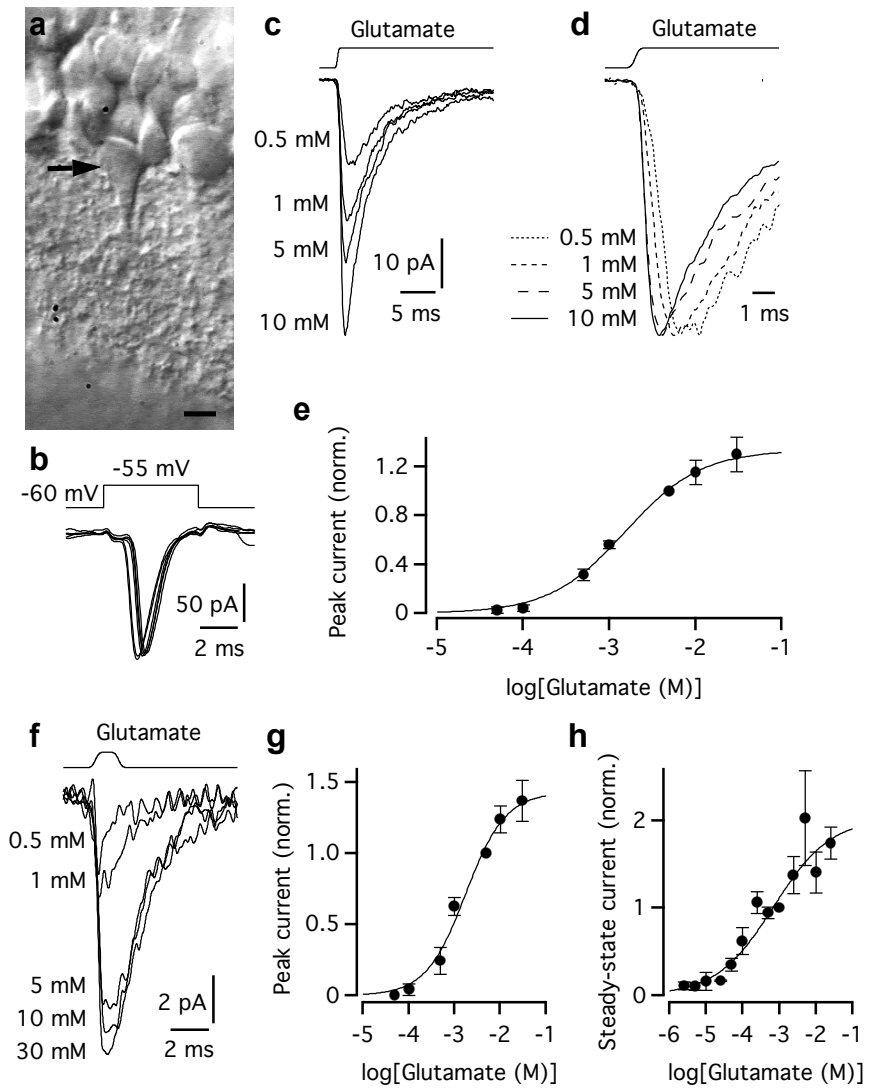 a
c
Glutamate
0.5 mM
1 mM
5 mM
10 mM
10 pA
5 ms
d
Glutamate
0.5 mM
1 mM
5 mM
10 mM
1 ms
b
-55 mV
-60 mV
50 pA
2 ms
e
Peak current (norm.)
1.2
0.8
0.4
0
-5 -4 -3 -2 -1
log[Glutamate (M)]
f
Glutamate
0.5 mM
1 mM
5 mM
10 mM
30 mM
2 pA
2 ms
g
Peak current (norm.)
1.5
1.0
0.5
0
-5 -4 -3 -2 -1
log[Glutamate (M)]
h
Steady-state current (norm.)
2
1
0
-6 -5 -4 -3 -2 -1
log[Glutamate (M)]